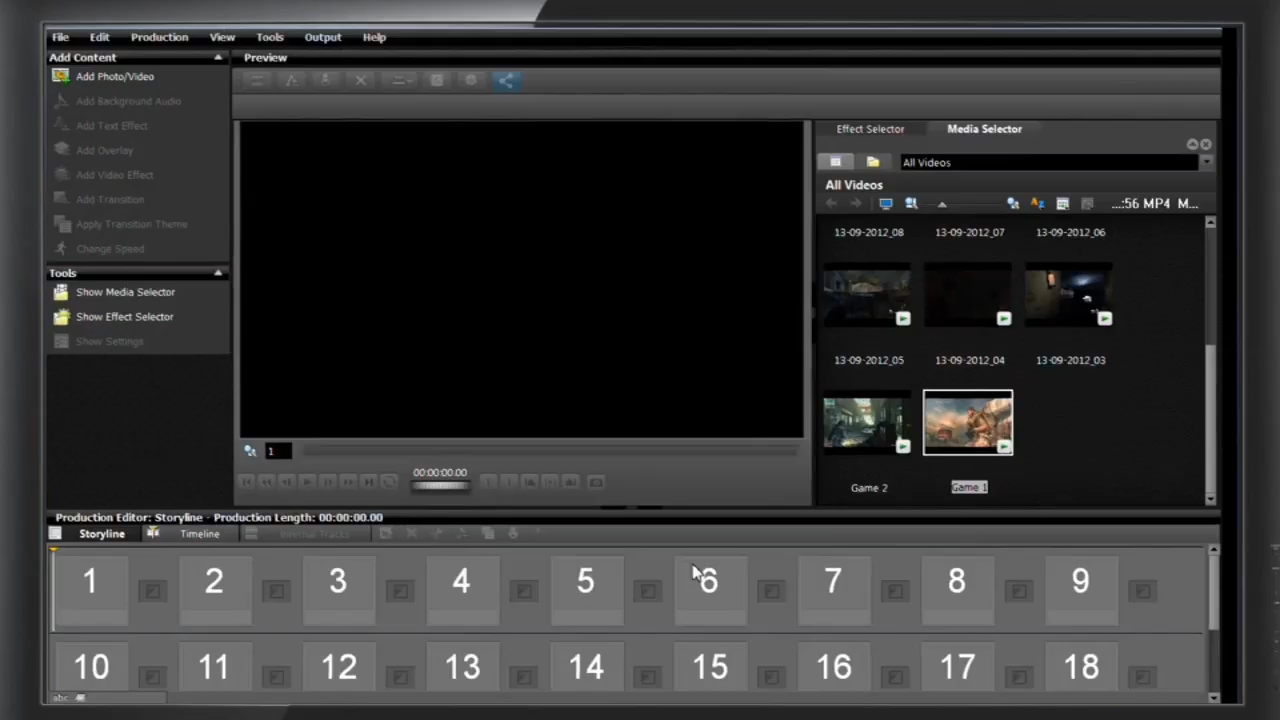 File Edit Production View Tools Output Help
Add Content
Add Photo/Video
Add Background Audio
Add Text Effect
Add Overlay
Add Video Effect
Add Transition
Apply Transition Theme
Change Speed
Tools
Show Media Selector
Show Effect Selector
Show Settings
Preview
1
00:00:00.00
Effect Selector Media Selector
All Videos
All Videos
...:56 MP4 M...
13-09-2012_08 13-09-2012_07 13-09-2012_06
13-09-2012_05 13-09-2012_04 13-09-2012_03
Game 2 Game 1
Production Editor: Storyline - Production Length: 00:00:00.00
Storyline Timeline Internal Tracks
1 2 3 4 5 6 7 8 9
10 11 12 13 14 15 16 17 18
abc